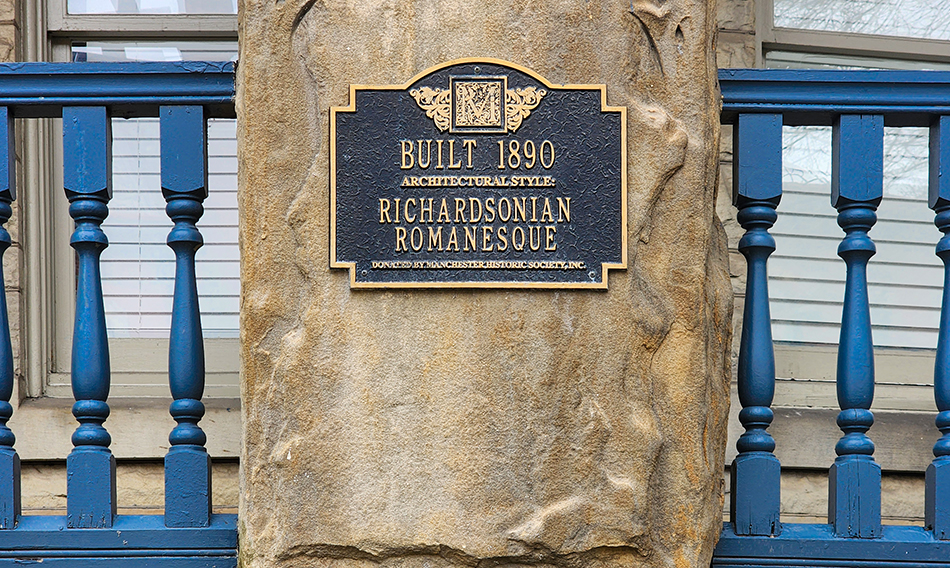 M
BUILT 1890
ARCHITECTURAL STYLE:
RICHARDSONIAN
ROMANESQUE
DONATED BY MANCHESTER HISTORIC SOCIETY, INC.